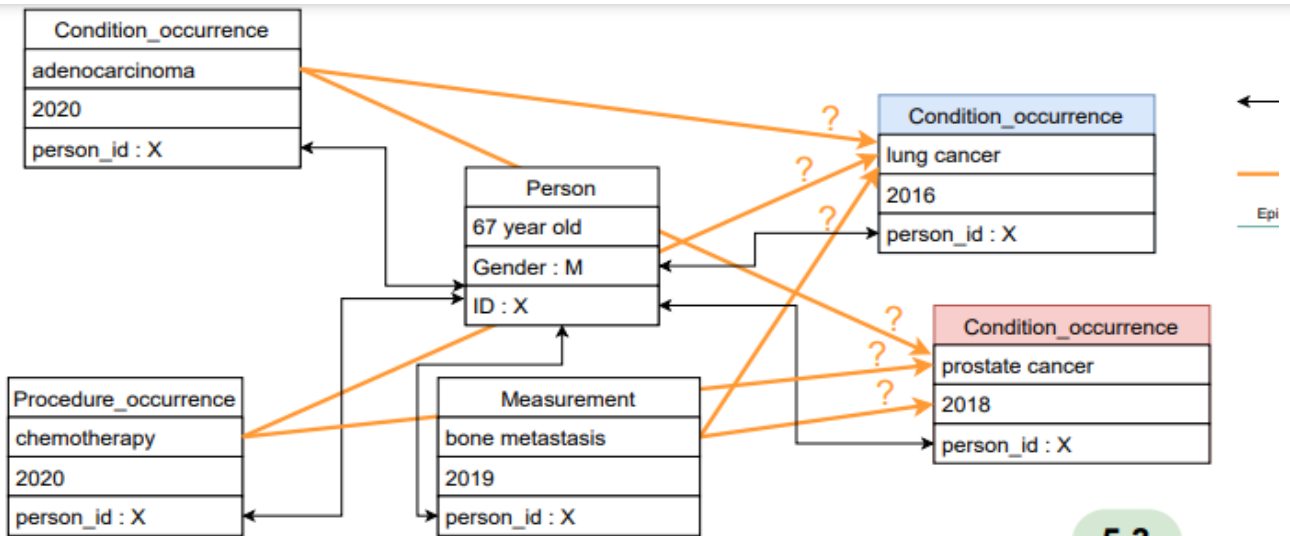 Condition_occurrence
adenocarcinoma
2020
person_id : X
?
Condition_occurrence
lung cancer
2016
person_id : X
?
?
Person
67 year old
Gender : M
ID : X
Epi
?
?
?
Condition_occurrence
prostate cancer
2018
person_id : X
Procedure_occurrence
chemotherapy
2020
person_id : X
Measurement
bone metastasis
2019
person_id : X